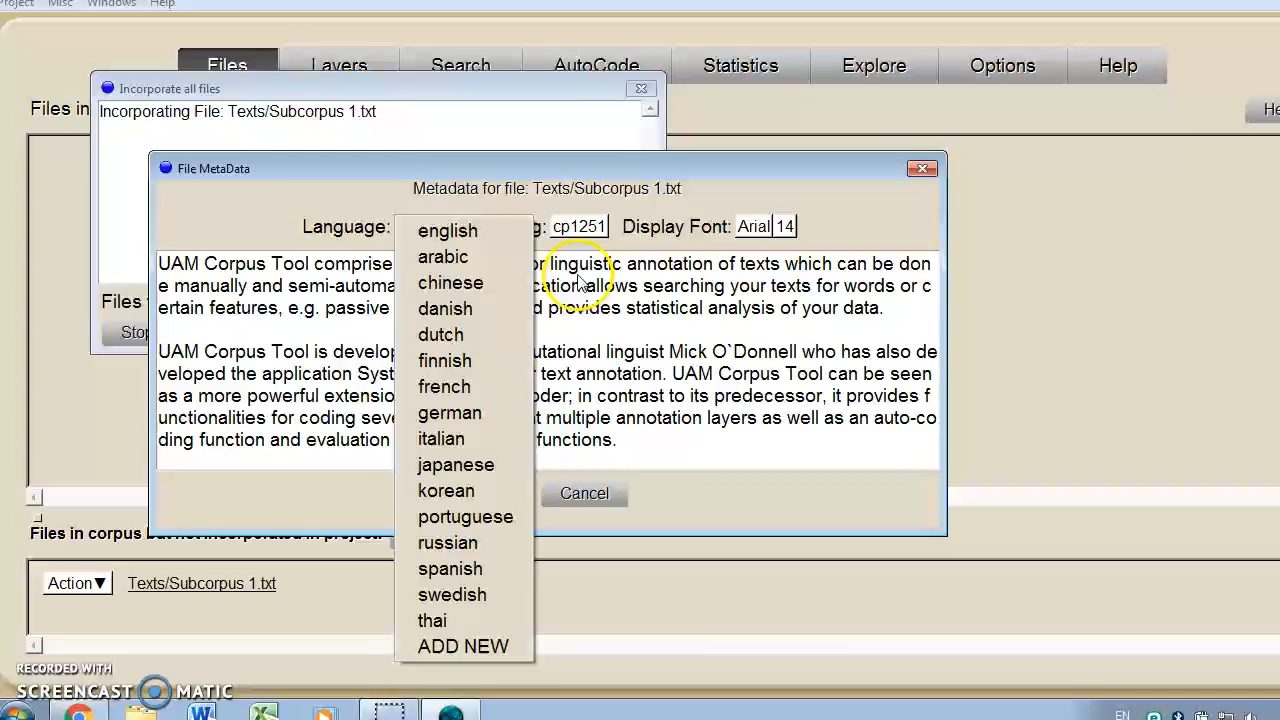 Project Misc Windows Help
Files Layers Search AutoCode Statistics Explore Options Help
Incorporate all files
Files in
Incorporating File: Texts/Subcorpus 1.txt
File MetaData
Metadata for file: Texts/Subcorpus 1.txt
Language: g: cp1251 Display Font: Arial 14
english
arabic
chinese
danish
dutch
finnish
french
german
italian
japanese
korean
portuguese
russian
spanish
swedish
thai
ADD NEW
UAM Corpus Tool comprise or linguistic annotation of texts which can be don
e manually and semi-automa cation allows searching your texts for words or c
ertain features, e.g. passive d provides statistical analysis of your data.
UAM Corpus Tool is develop utational linguist Mick O`Donnell who has also de
veloped the application Syst r text annotation. UAM Corpus Tool can be seen
as a more powerful extensio oder; in contrast to its predecessor, it provides f
unctionalities for coding seve t multiple annotation layers as well as an auto-co
ding function and evaluation functions.
Files
Stop
Cancel
Files in corpus but not incorporated in project:
Action▼ Texts/Subcorpus 1.txt
RECORDED WITH
SCREENCAST MATIC
EN